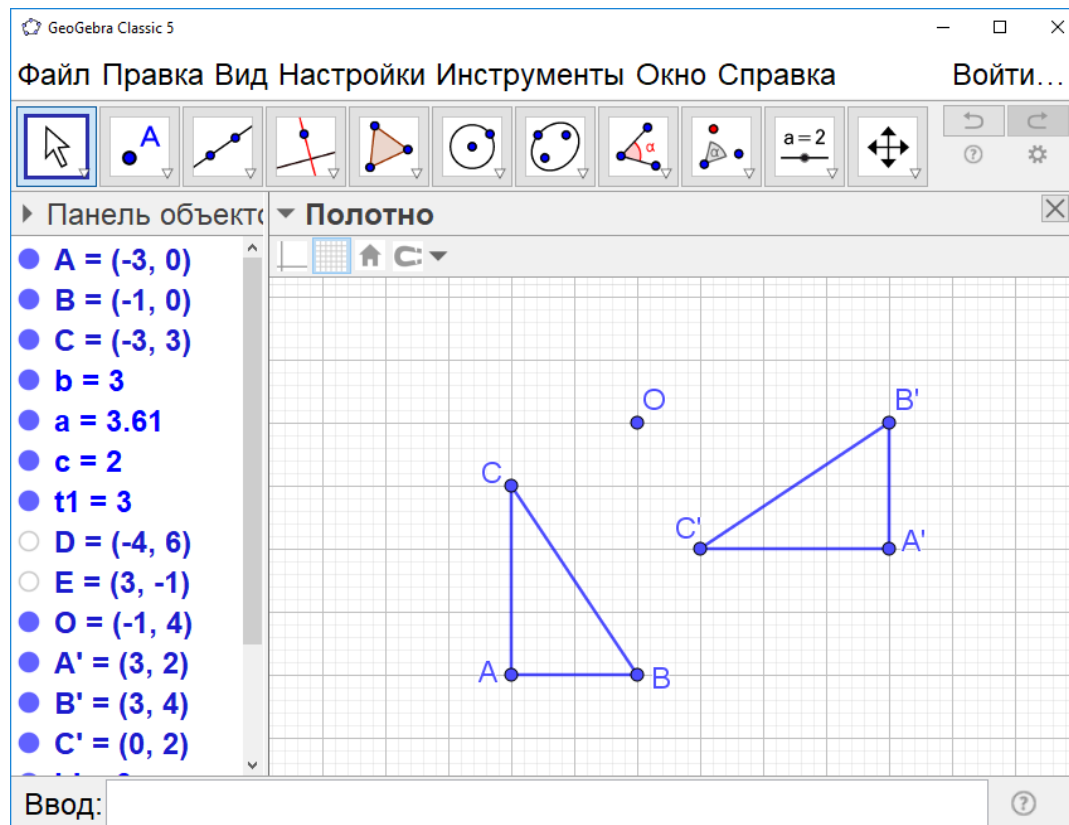 GeoGebra Classic 5
Файл Правка Вид Настройки Инструменты Окно Справка Войти…
A α α a=2
Панель объекто Полотно
A = (-3, 0)
B = (-1, 0)
C = (-3, 3)
b = 3
a = 3.61
c = 2
t1 = 3
D = (-4, 6)
E = (3, -1)
O = (-1, 4)
A' = (3, 2)
B' = (3, 4)
C' = (0, 2)
O
B'
C
C'
A'
A
B
Ввод: